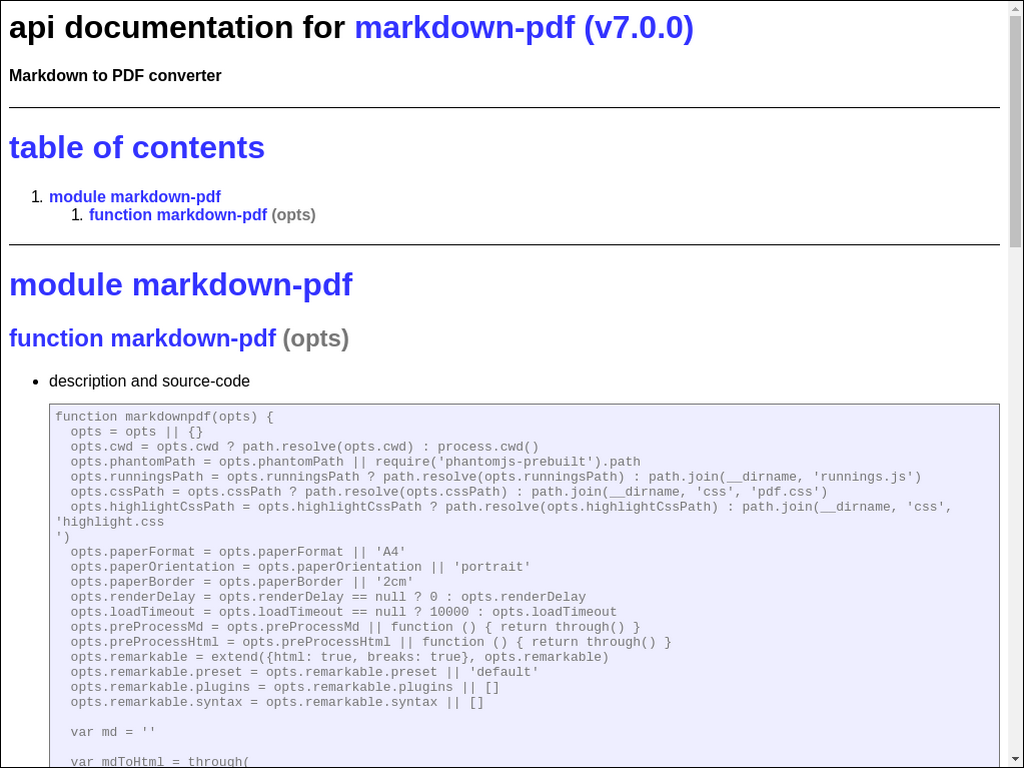 api documentation for markdown-pdf (v7.0.0)
Markdown to PDF converter
table of contents
1. module markdown-pdf
1. function markdown-pdf (opts)
module markdown-pdf
function markdown-pdf (opts)
• description and source-code
function markdownpdf(opts) {
  opts = opts || {}
  opts.cwd = opts.cwd ? path.resolve(opts.cwd) : process.cwd()
  opts.phantomPath = opts.phantomPath || require('phantomjs-prebuilt').path
  opts.runningsPath = opts.runningsPath ? path.resolve(opts.runningsPath) : path.join(__dirname, 'runnings.js')
  opts.cssPath = opts.cssPath ? path.resolve(opts.cssPath) : path.join(__dirname, 'css', 'pdf.css')
  opts.highlightCssPath = opts.highlightCssPath ? path.resolve(opts.highlightCssPath) : path.join(__dirname, 'css',
'highlight.css
')
  opts.paperFormat = opts.paperFormat || 'A4'
  opts.paperOrientation = opts.paperOrientation || 'portrait'
  opts.paperBorder = opts.paperBorder || '2cm'
  opts.renderDelay = opts.renderDelay == null ? 0 : opts.renderDelay
  opts.loadTimeout = opts.loadTimeout == null ? 10000 : opts.loadTimeout
  opts.preProcessMd = opts.preProcessMd || function () { return through() }
  opts.preProcessHtml = opts.preProcessHtml || function () { return through() }
  opts.remarkable = extend({html: true, breaks: true}, opts.remarkable)
  opts.remarkable.preset = opts.remarkable.preset || 'default'
  opts.remarkable.plugins = opts.remarkable.plugins || []
  opts.remarkable.syntax = opts.remarkable.syntax || []
  var md = ''
  var mdToHtml = through(